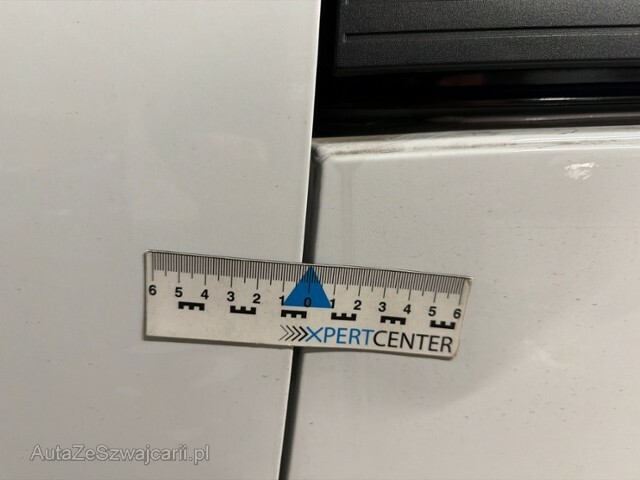 6 5 4 3 2 1 0 1 2 3 4 5 6
XPERTCENTER
AutaZeSzwajcarii.pl